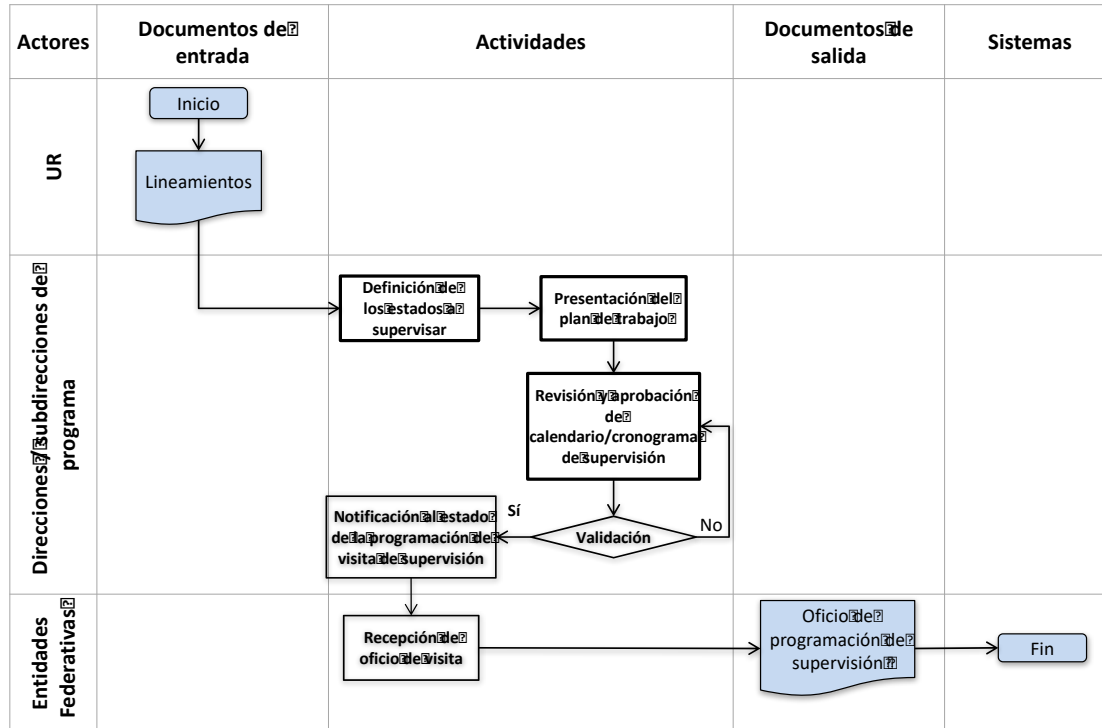 Actores
Documentos de
entrada
Actividades
Documentos de
salida
Sistemas
UR
Inicio
Lineamientos
Direcciones / subdirecciones de
programa
Definición de
los estados a
supervisar
Presentación del
plan de trabajo
Revisión y aprobación
de
calendario/cronograma
de supervisión
Notificación al estado
de la programación de
visita de supervisión
Sí
Validación
No
Entidades
Federativas
Recepción de
oficio de visita
Oficio de
programación de
supervisión
Fin